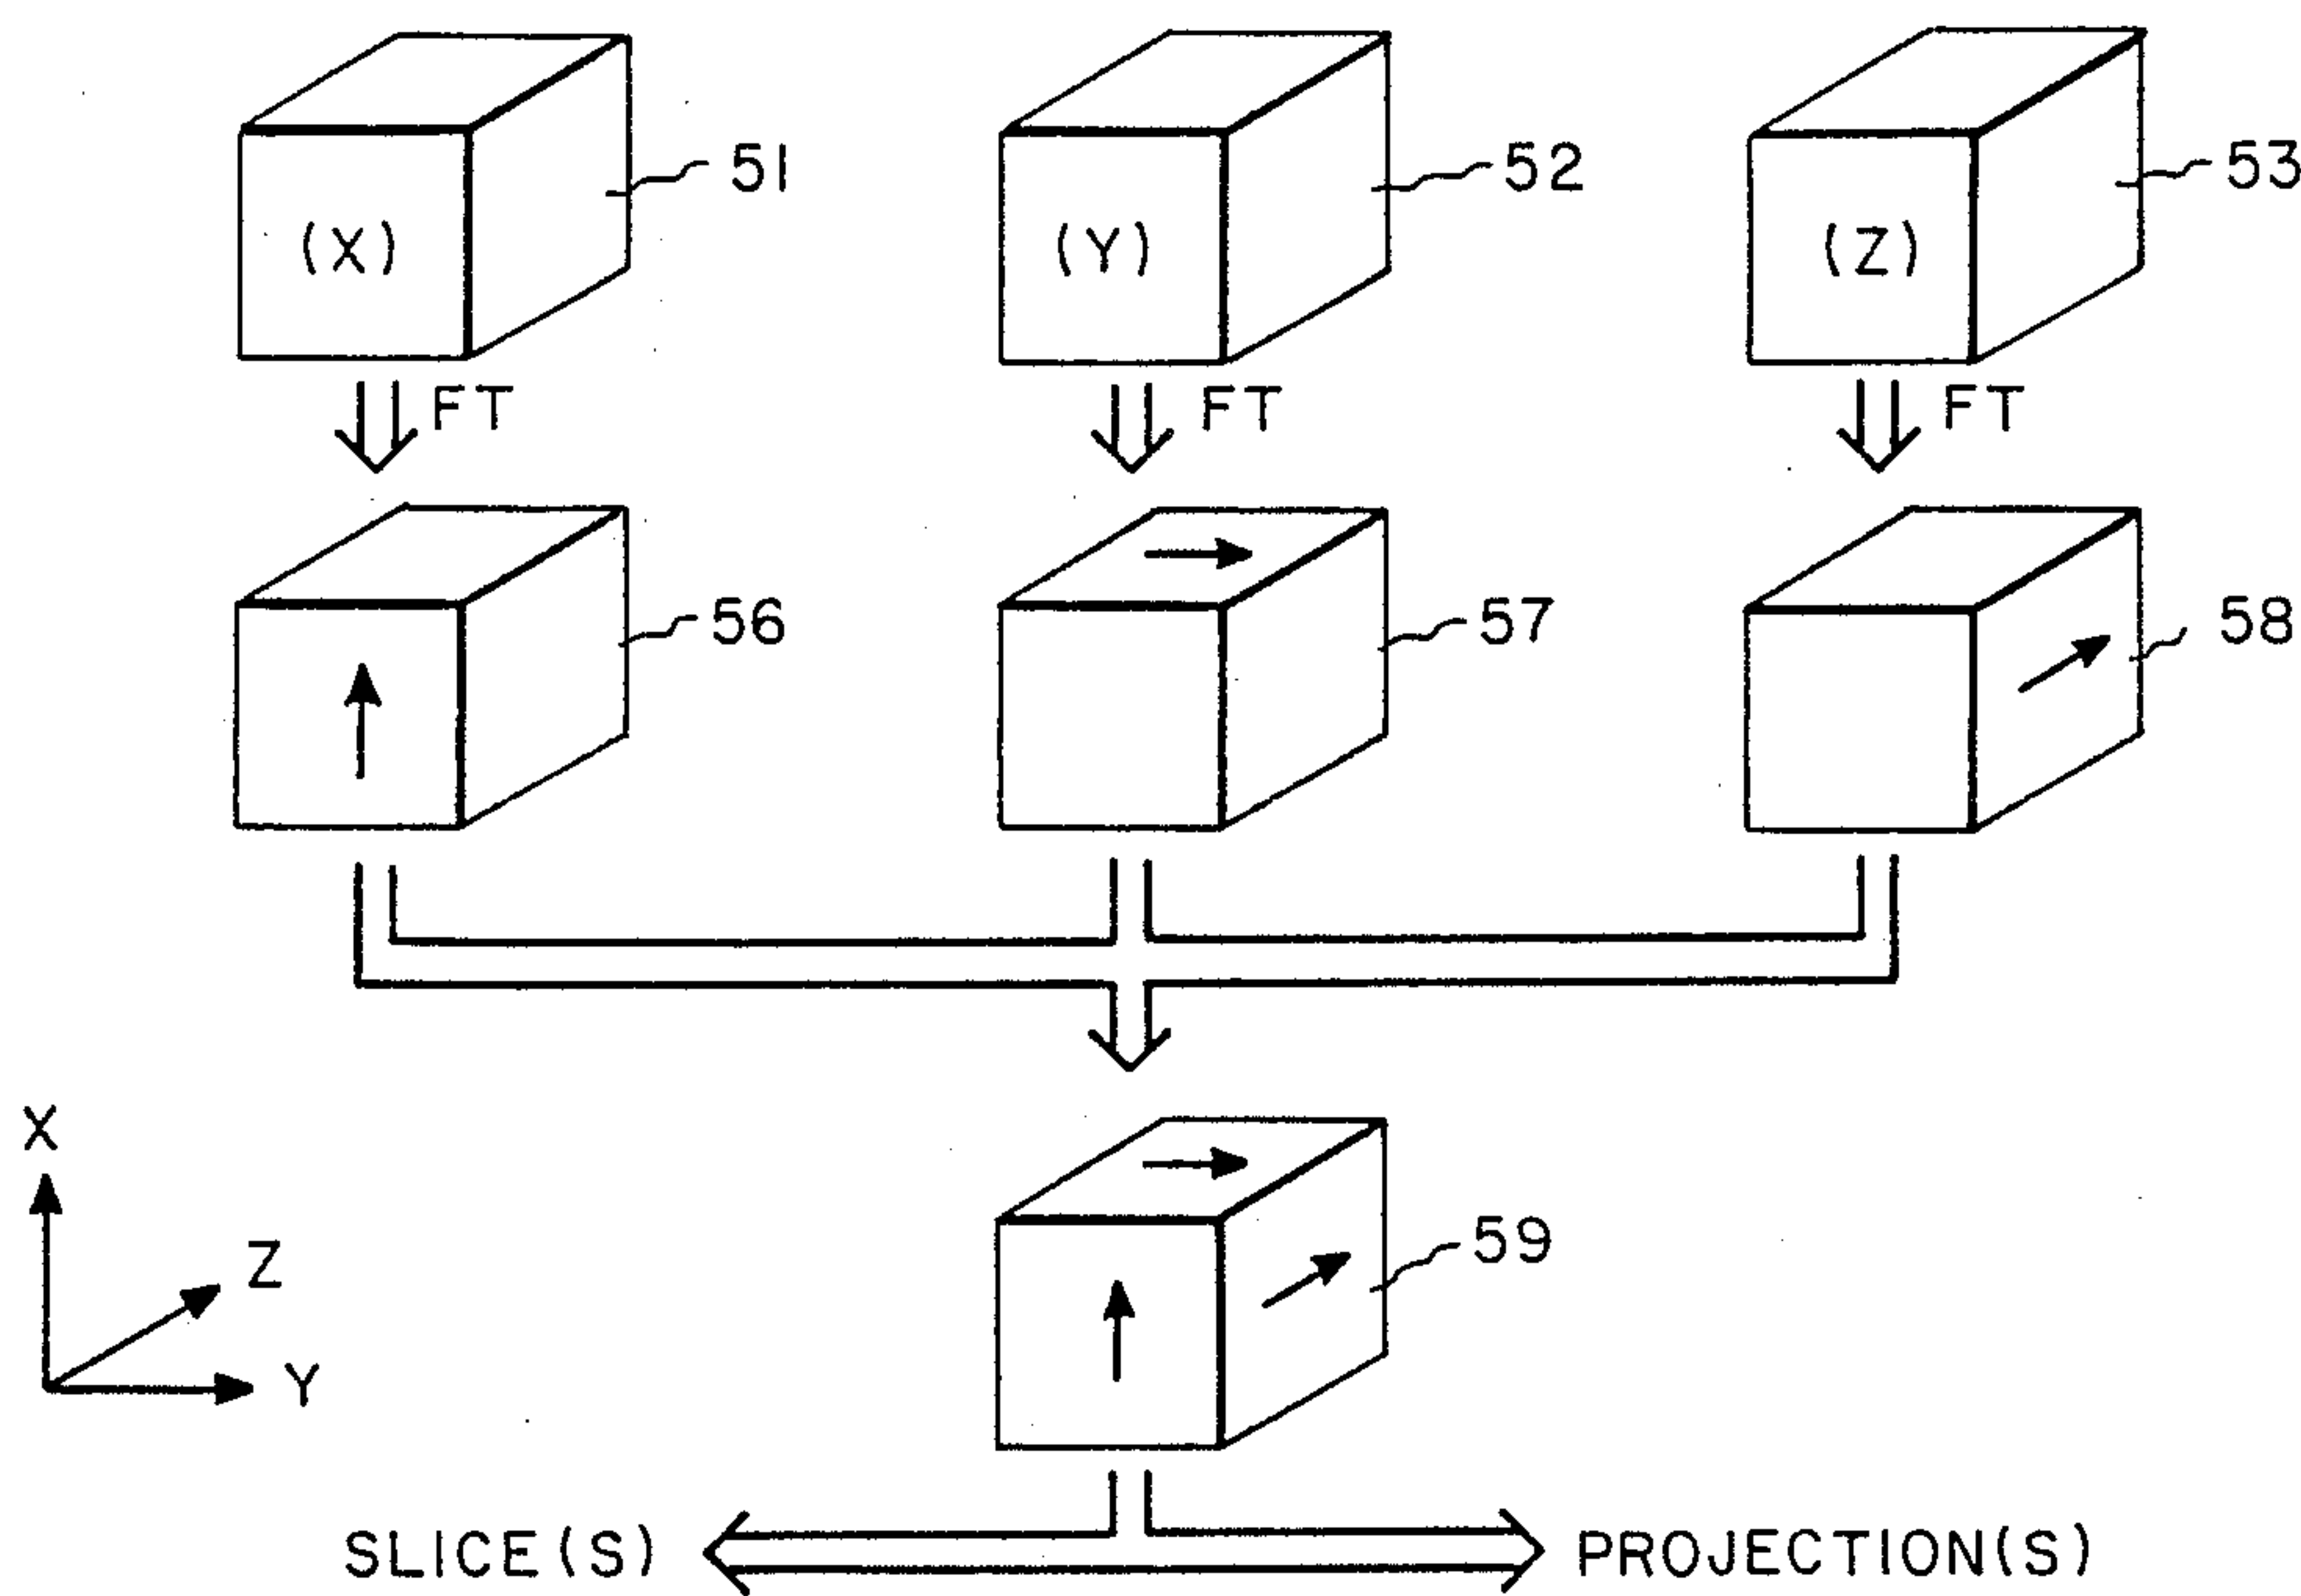 51
52
53
(X)
(Y)
(Z)
FT
FT
FT
56
57
58
X
Z
Y
59
SLICE(S)
PROJECTION(S)